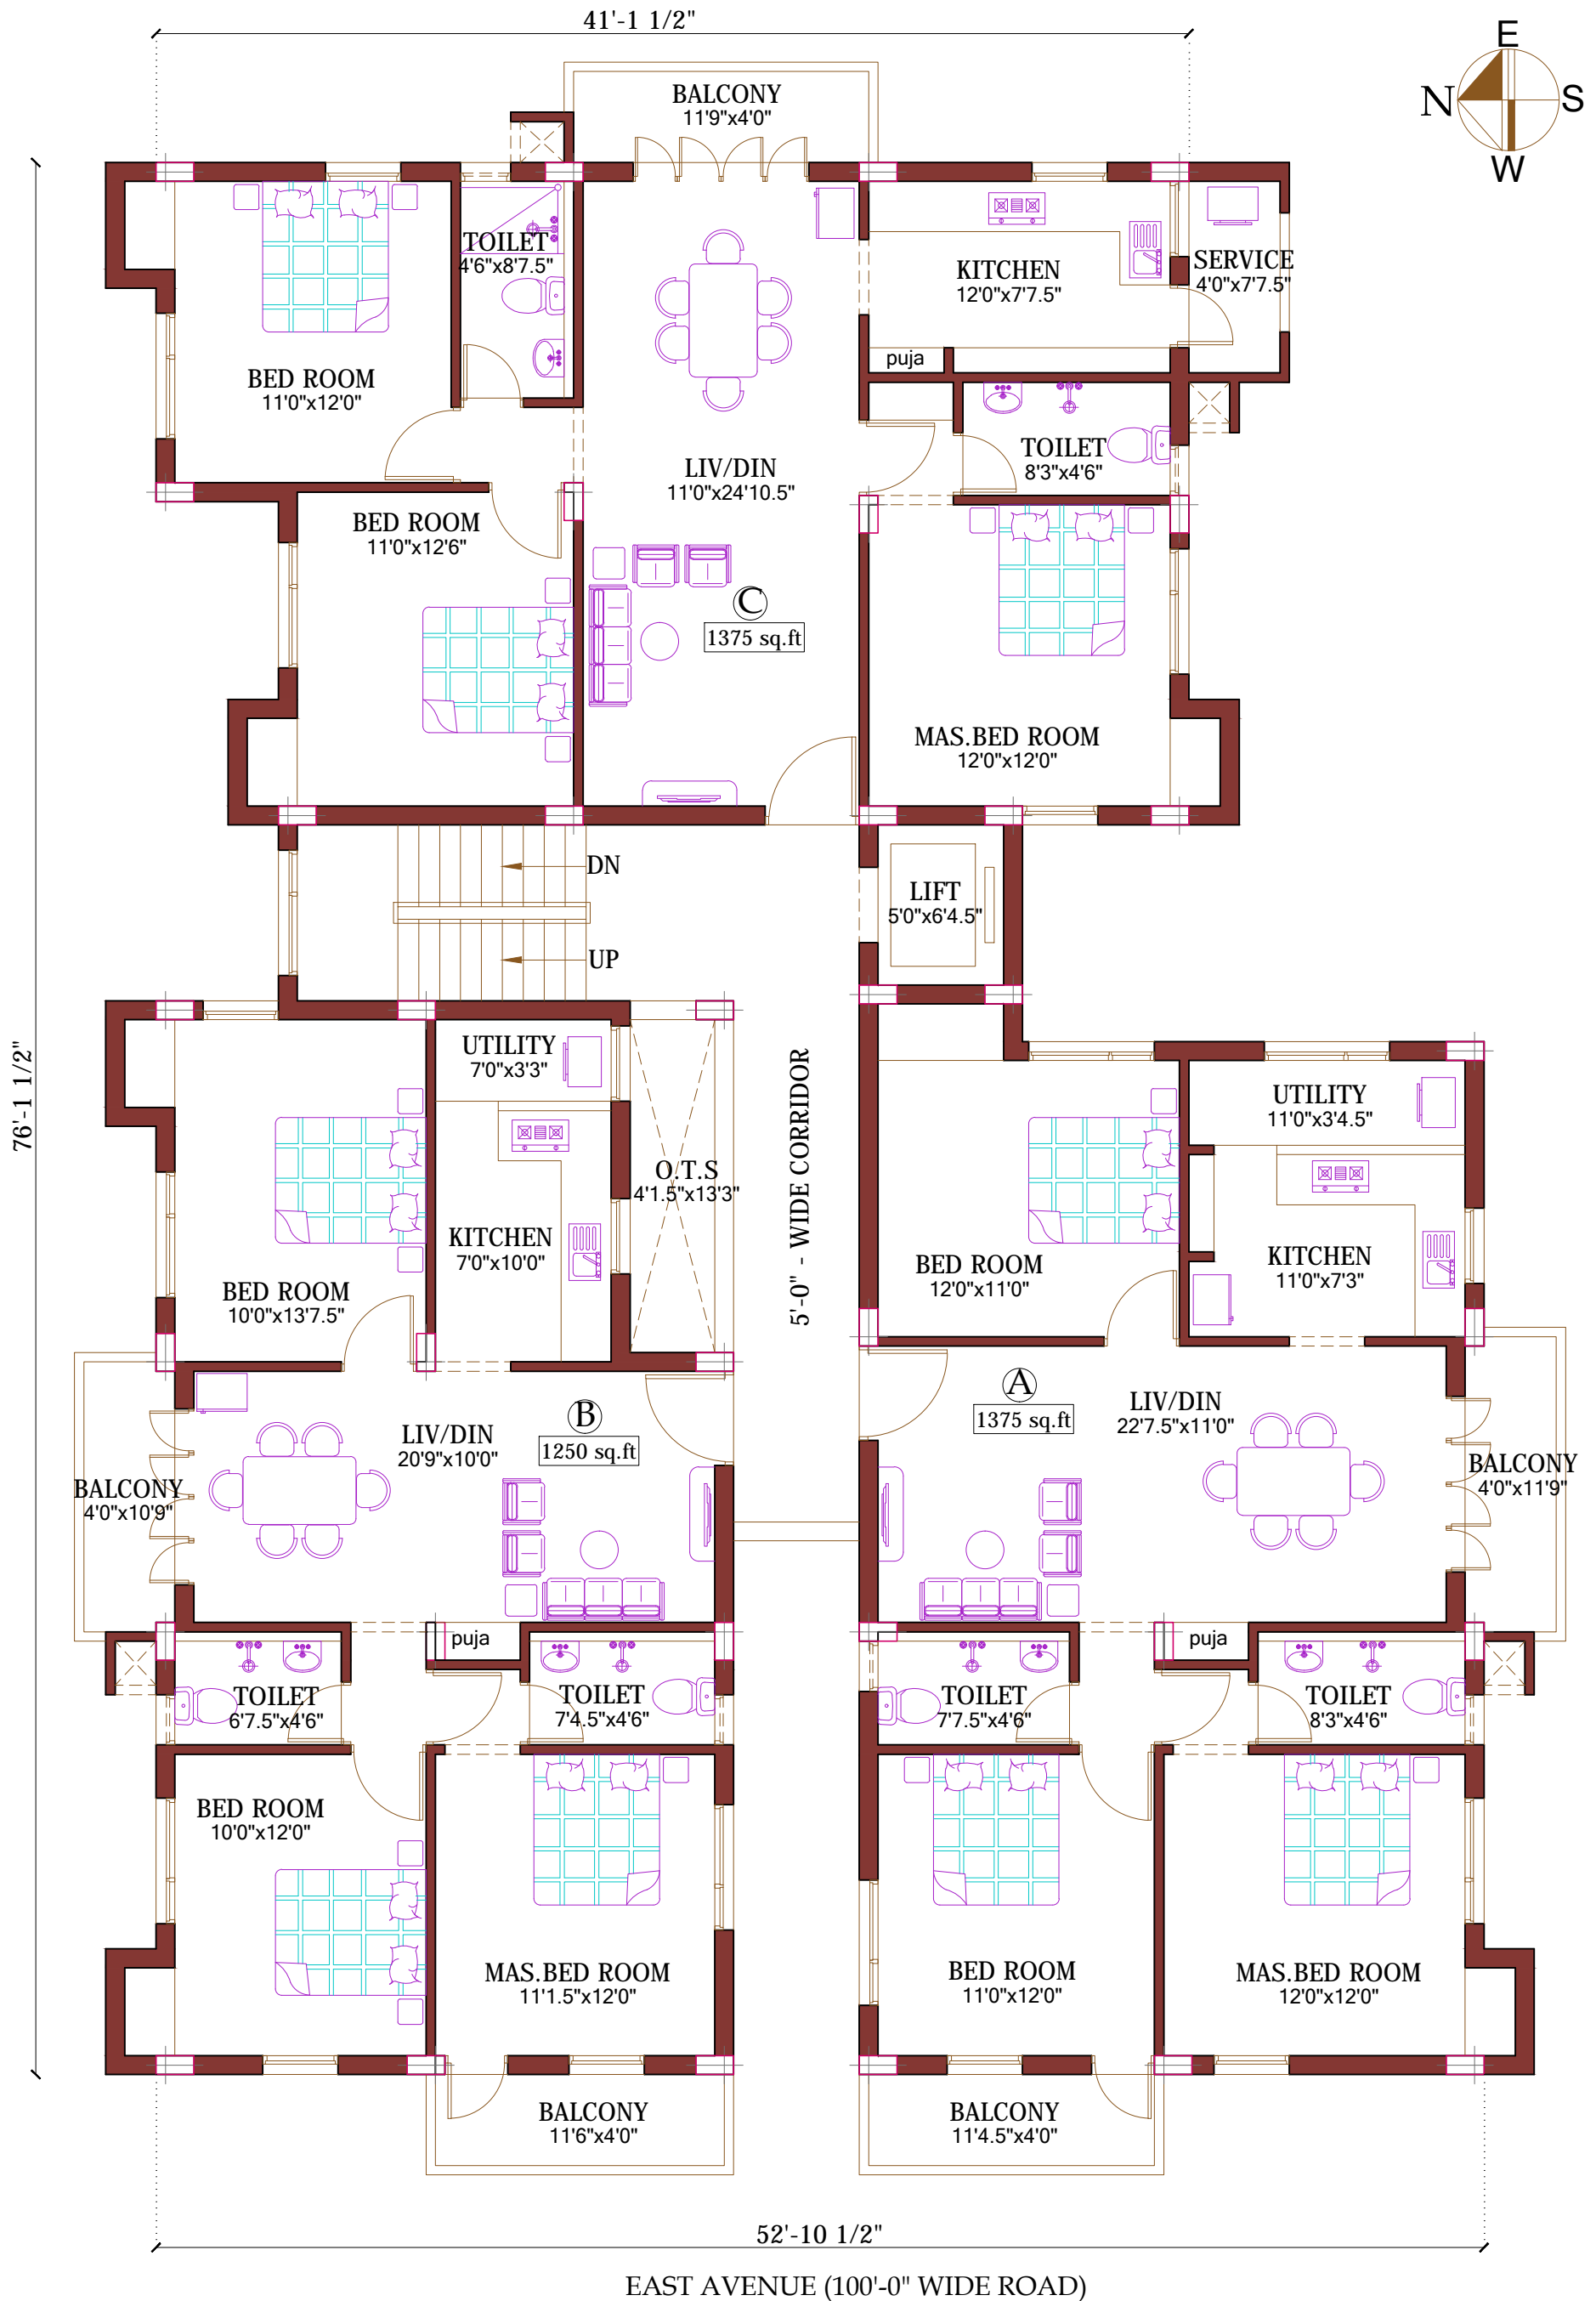 41'-1 1/2"
E
N
S
W
BALCONY
11'9"x4'0"
TOILET
4'6"x8'7.5"
KITCHEN
12'0"x7'7.5"
SERVICE
4'0"x7'7.5"
puja
BED ROOM
11'0"x12'0"
TOILET
8'3"x4'6"
LIV/DIN
11'0"x24'10.5"
BED ROOM
11'0"x12'6"
C
1375 sq.ft
MAS.BED ROOM
12'0"x12'0"
DN
LIFT
5'0"x6'4.5"
UP
76'-1 1/2"
UTILITY
7'0"x3'3"
5'-0" - WIDE CORRIDOR
UTILITY
11'0"x3'4.5"
O.T.S
4'1.5"x13'3"
KITCHEN
7'0"x10'0"
BED ROOM
12'0"x11'0"
KITCHEN
11'0"x7'3"
BED ROOM
10'0"x13'7.5"
A
1375 sq.ft
LIV/DIN
22'7.5"x11'0"
B
1250 sq.ft
LIV/DIN
20'9"x10'0"
BALCONY
4'0"x10'9"
BALCONY
4'0"x11'9"
puja
puja
TOILET
6'7.5"x4'6"
TOILET
7'4.5"x4'6"
TOILET
7'7.5"x4'6"
TOILET
8'3"x4'6"
BED ROOM
10'0"x12'0"
MAS.BED ROOM
11'1.5"x12'0"
BED ROOM
11'0"x12'0"
MAS.BED ROOM
12'0"x12'0"
BALCONY
11'6"x4'0"
BALCONY
11'4.5"x4'0"
52'-10 1/2"
EAST AVENUE (100'-0" WIDE ROAD)